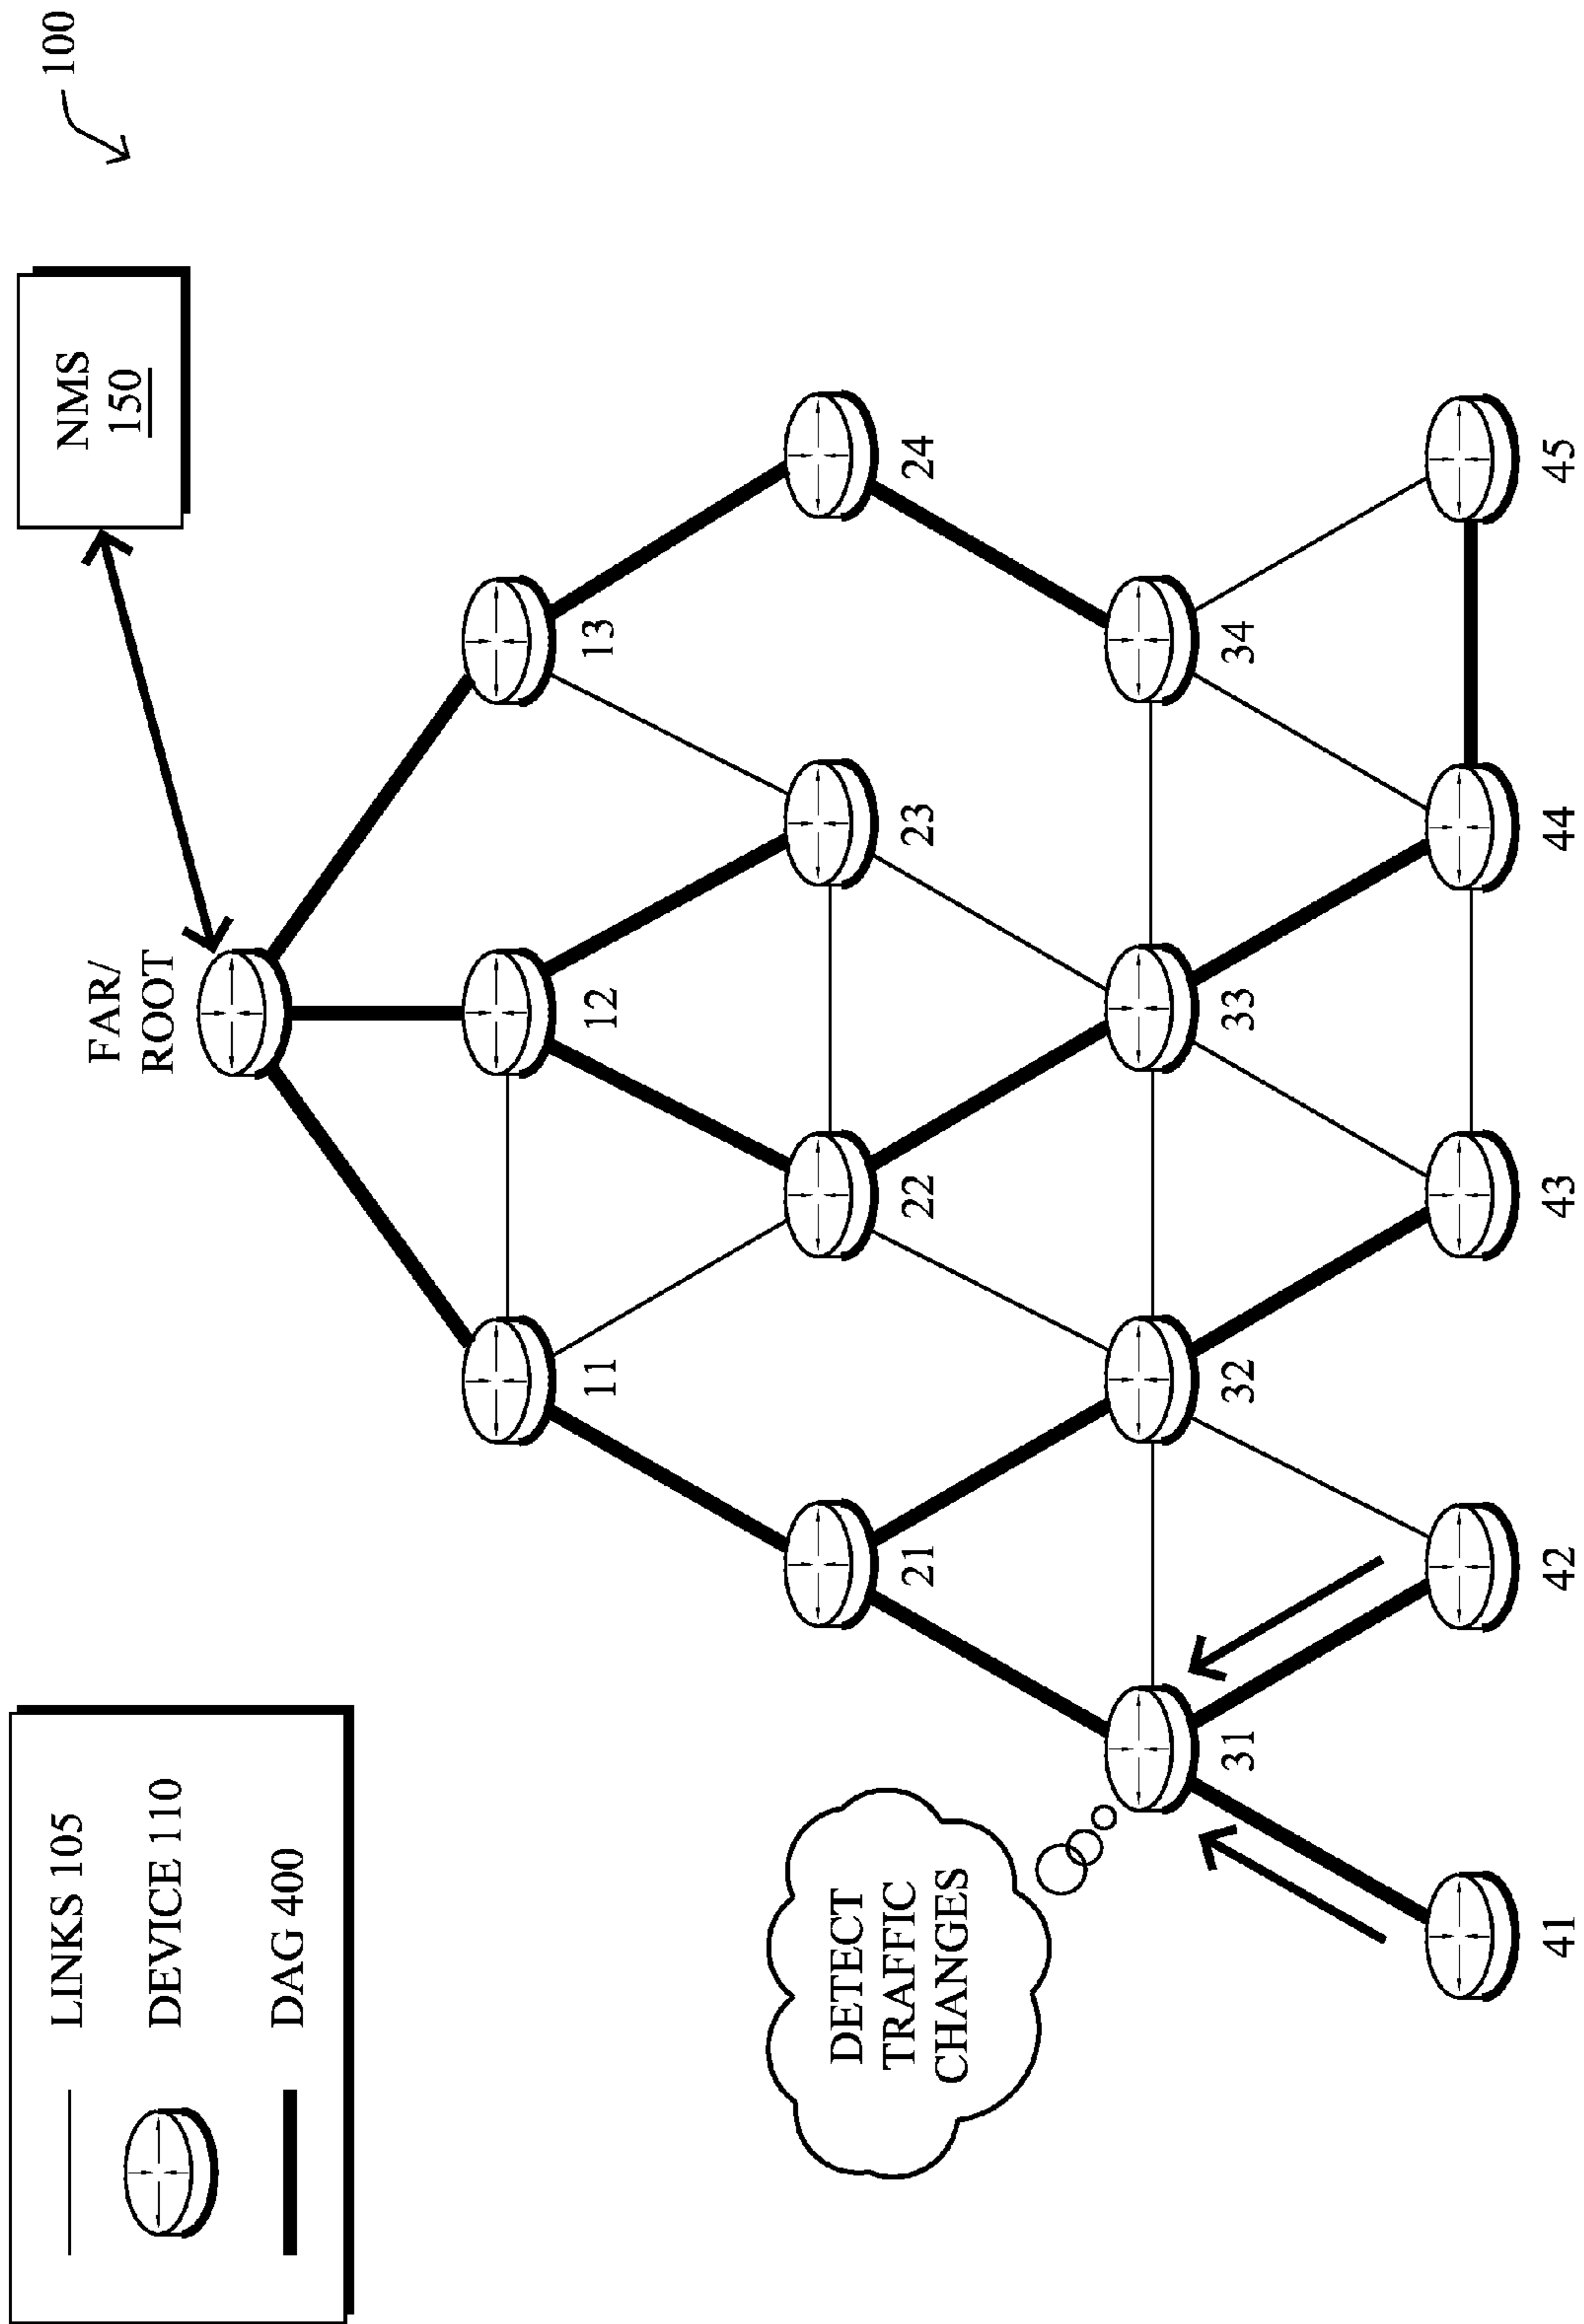 LINKS 105
DEVICE 110
DAG 400
100
NMS
150
FAR/
ROOT
11
12
13
21
22
23
24
DETECT
TRAFFIC
CHANGES
31
32
33
34
41
42
43
44
45